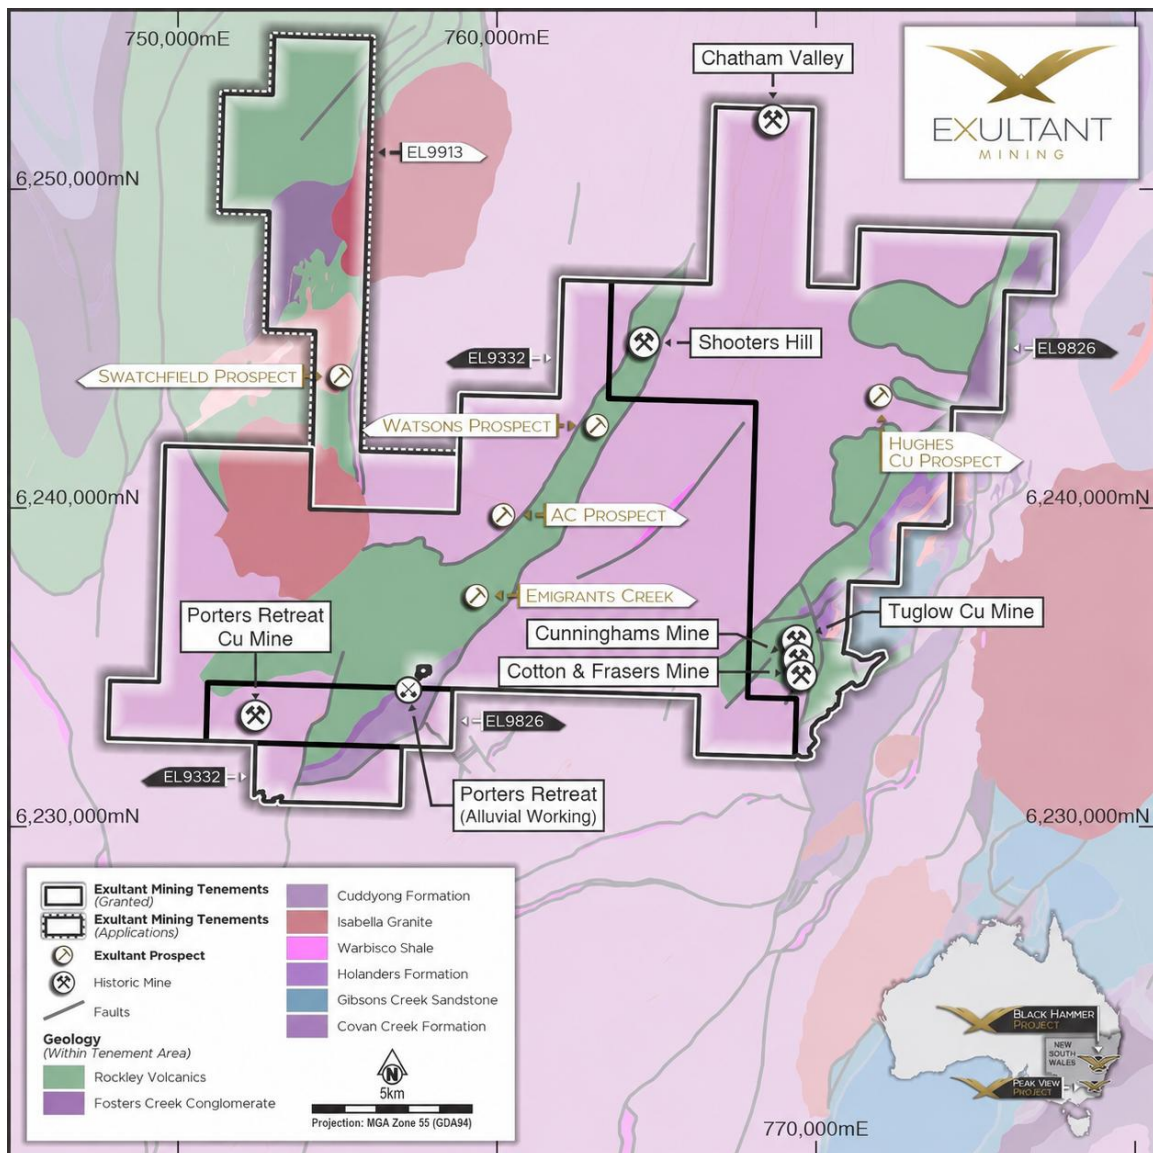 750,000mE
760,000mE
Chatham Valley
EXULTANT
MINING
EL9913
6,250,000mN
Shooters Hill
EL9332
EL9826
SWATCHFIELD PROSPECT
WATSONS PROSPECT
HUGHES
CU PROSPECT
6,240,000mN
6,240,000mN
AC PROSPECT
EMIGRANTS CREEK
Porters Retreat
Cu Mine
Tuglow Cu Mine
Cunninghams Mine
Cotton & Frasers Mine
EL9826
EL9332
Porters Retreat
(Alluvial Working)
6,230,000mN
6,230,000mN
Exultant Mining Tenements
(Granted)
Exultant Mining Tenements
(Applications)
Exultant Prospect
Historic Mine
Faults
Geology
(Within Tenement Area)
Rockley Volcanics
Fosters Creek Conglomerate
Cuddyong Formation
Isabella Granite
Warbisco Shale
Holanders Formation
Gibsons Creek Sandstone
Covan Creek Formation
N
5km
Projection: MGA Zone 55 (GDA94)
BLACK HAMMER
PROJECT
NEW
SOUTH
WALES
PEAK VIEW
PROJECT
770,000mE